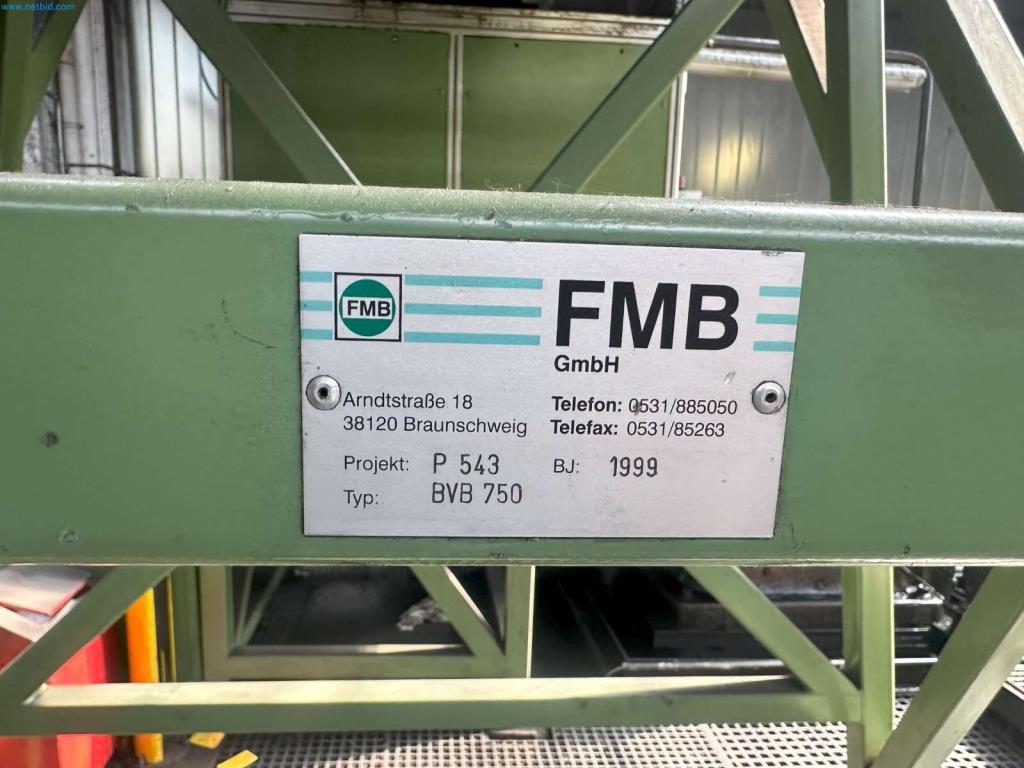 www.netbid.com
FMB
FMB
GmbH
Arndtstraße 18
38120 Braunschweig
Telefon: 0531/885050
Telefax: 0531/85263
Projekt: P 543 BJ: 1999
Typ: BVB 750